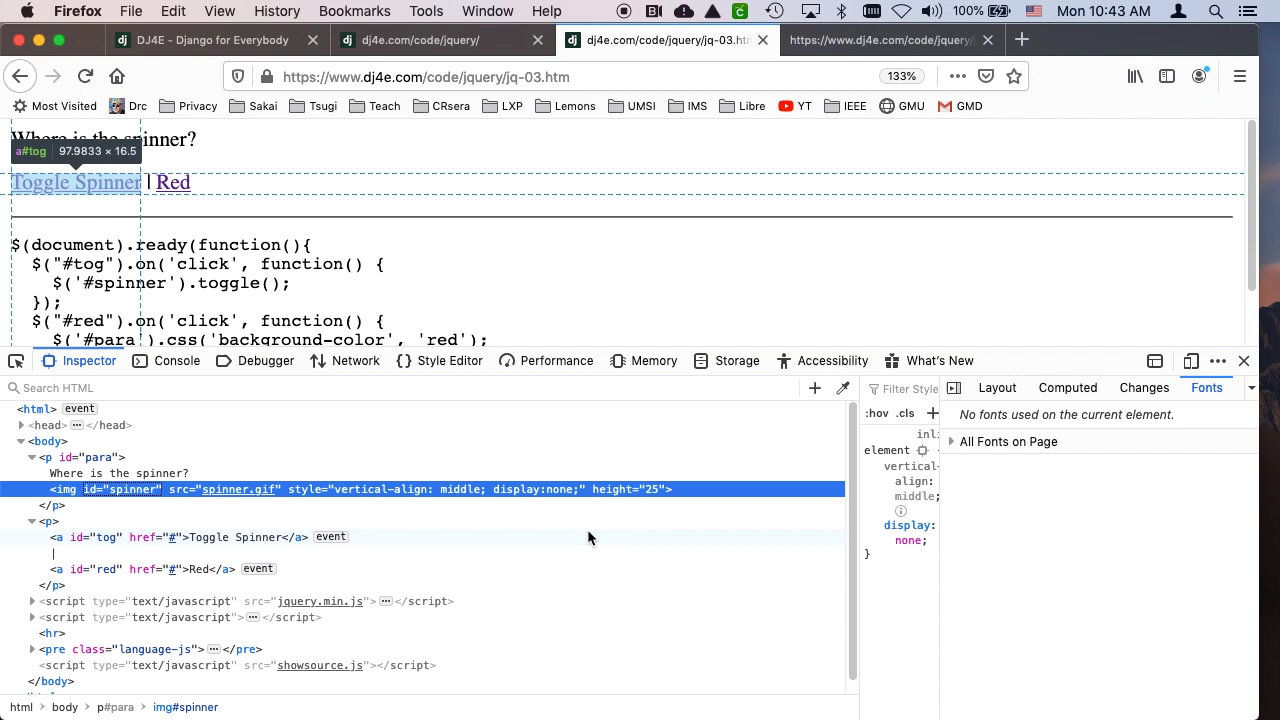 Firefox File Edit View History Bookmarks Tools Window Help 100% Mon 10:43 AM
dj DJ4E - Django for Everybody dj dj4e.com/code/jquery/ dj dj4e.com/code/jquery/jq-03.htm https://www.dj4e.com/code/jquery/
https://www.dj4e.com/code/jquery/jq-03.htm 133%
Most Visited Drc Privacy Sakai Tsugi Teach CRsera LXP Lemons UMSI IMS Libre YT IEEE GMU GMD
Where is the spinner?
a#tog 97.9833 × 16.5
Toggle Spinner | Red
$(document).ready(function(){
$("#tog").on('click', function() {
$('#spinner').toggle();
});
$("#red").on('click', function() {
$('#para').css('background-color', 'red');
Inspector Console Debugger Network Style Editor Performance Memory Storage Accessibility What's New
Search HTML Filter Style Layout Computed Changes Fonts
<html> event
<head> </head>
<body>
<p id="para">
Where is the spinner?
<img id="spinner" src="spinner.gif" style="vertical-align: middle; display:none;" height="25">
</p>
<p>
<a id="tog" href="#">Toggle Spinner</a> event
|
<a id="red" href="#">Red</a> event
</p>
<script type="text/javascript" src="jquery.min.js"> </script>
<script type="text/javascript"> </script>
<hr>
<pre class="language-js"> </pre>
<script type="text/javascript" src="showsource.js"></script>
</body>
:hov .cls
inli
element {
vertical-
align:
middle;
display:
none;
}
No fonts used on the current element.
All Fonts on Page
html body p#para img#spinner